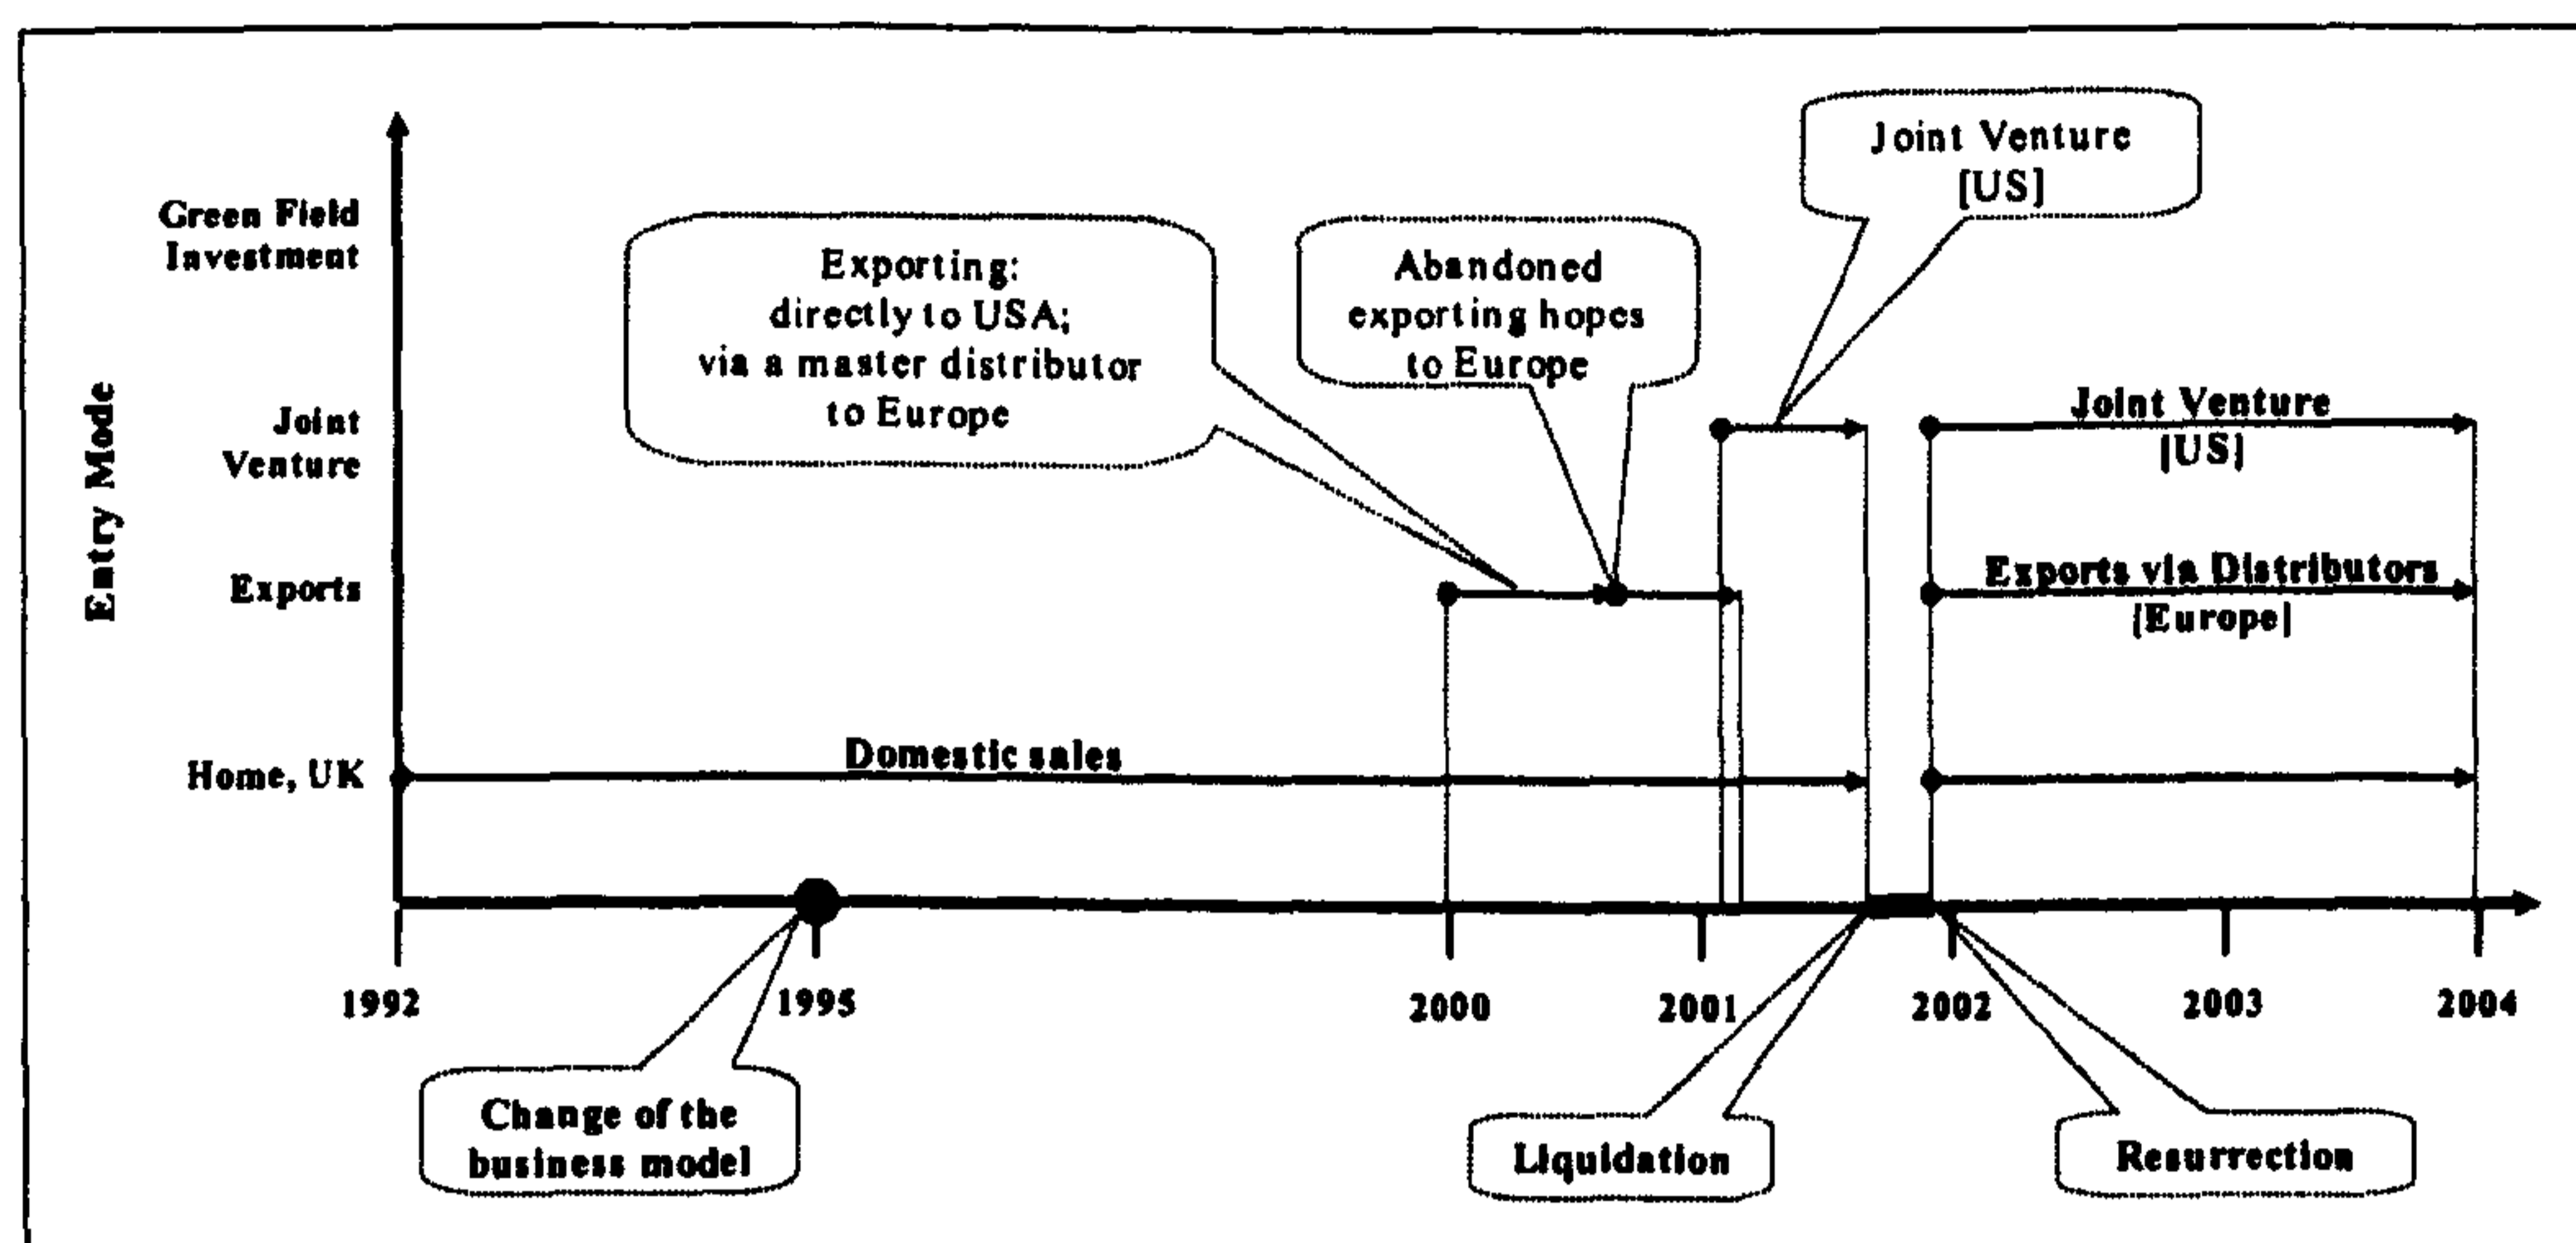 Joint Venture
[US]
Green Field
Investment
Exporting:
directly to USA;
via a master distributor
to Europe
Abandoned
exporting hopes
to Europe
Entry Mode
Joint
Venture
Joint Venture
[US]
Exports
Exports via Distributors
[Europe]
Home, UK
Domestic sales
1992
1995
2000
2001
2002
2003
2004
Change of the
business model
Liquidation
Resurrection